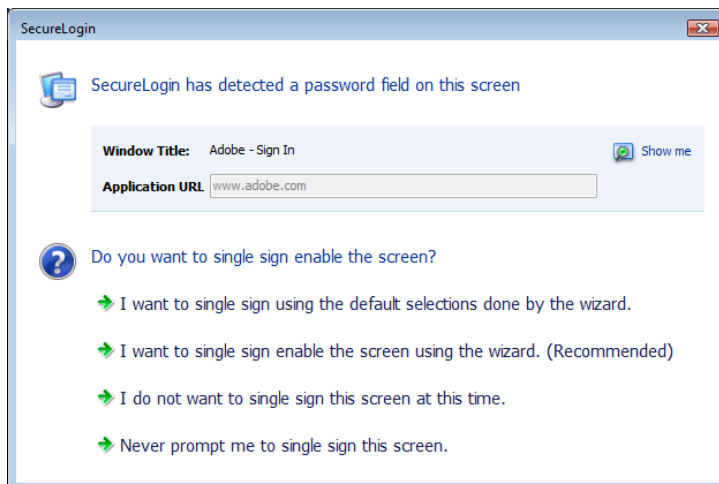 SecureLogin
SecureLogin has detected a password field on this screen
Window Title: Adobe - Sign In
Show me
Application URL www.adobe.com
Do you want to single sign enable the screen?
I want to single sign using the default selections done by the wizard.
I want to single sign enable the screen using the wizard. (Recommended)
I do not want to single sign this screen at this time.
Never prompt me to single sign this screen.